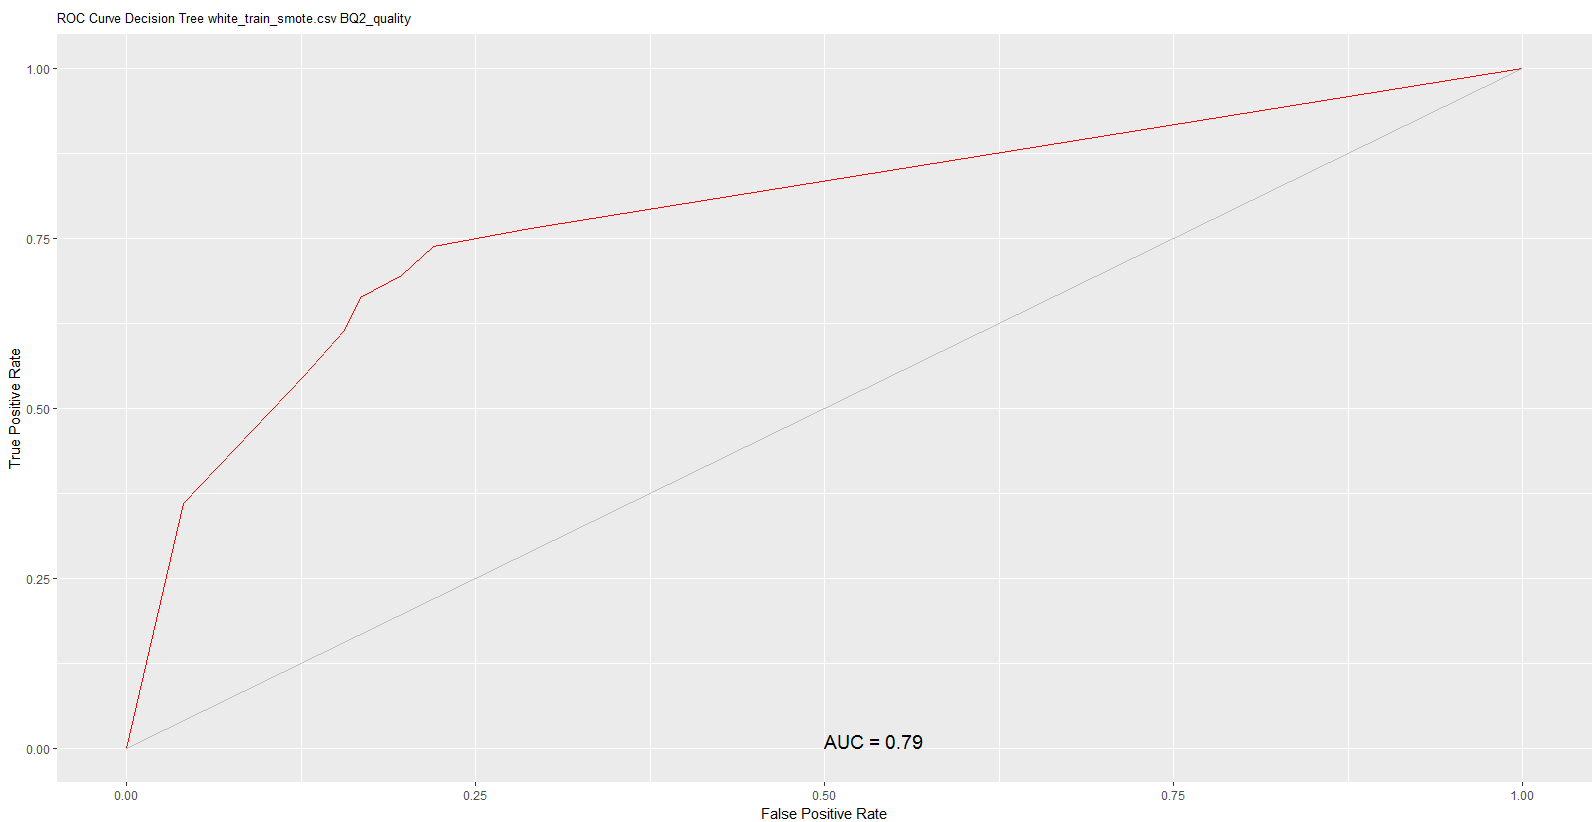 ROC Curve Decision Tree white_train_smote.csv BQ2_quality
True Positive Rate
1.00
0.75
0.50
0.25
0.00
AUC = 0.79
0.00 0.25 0.50 0.75 1.00
False Positive Rate